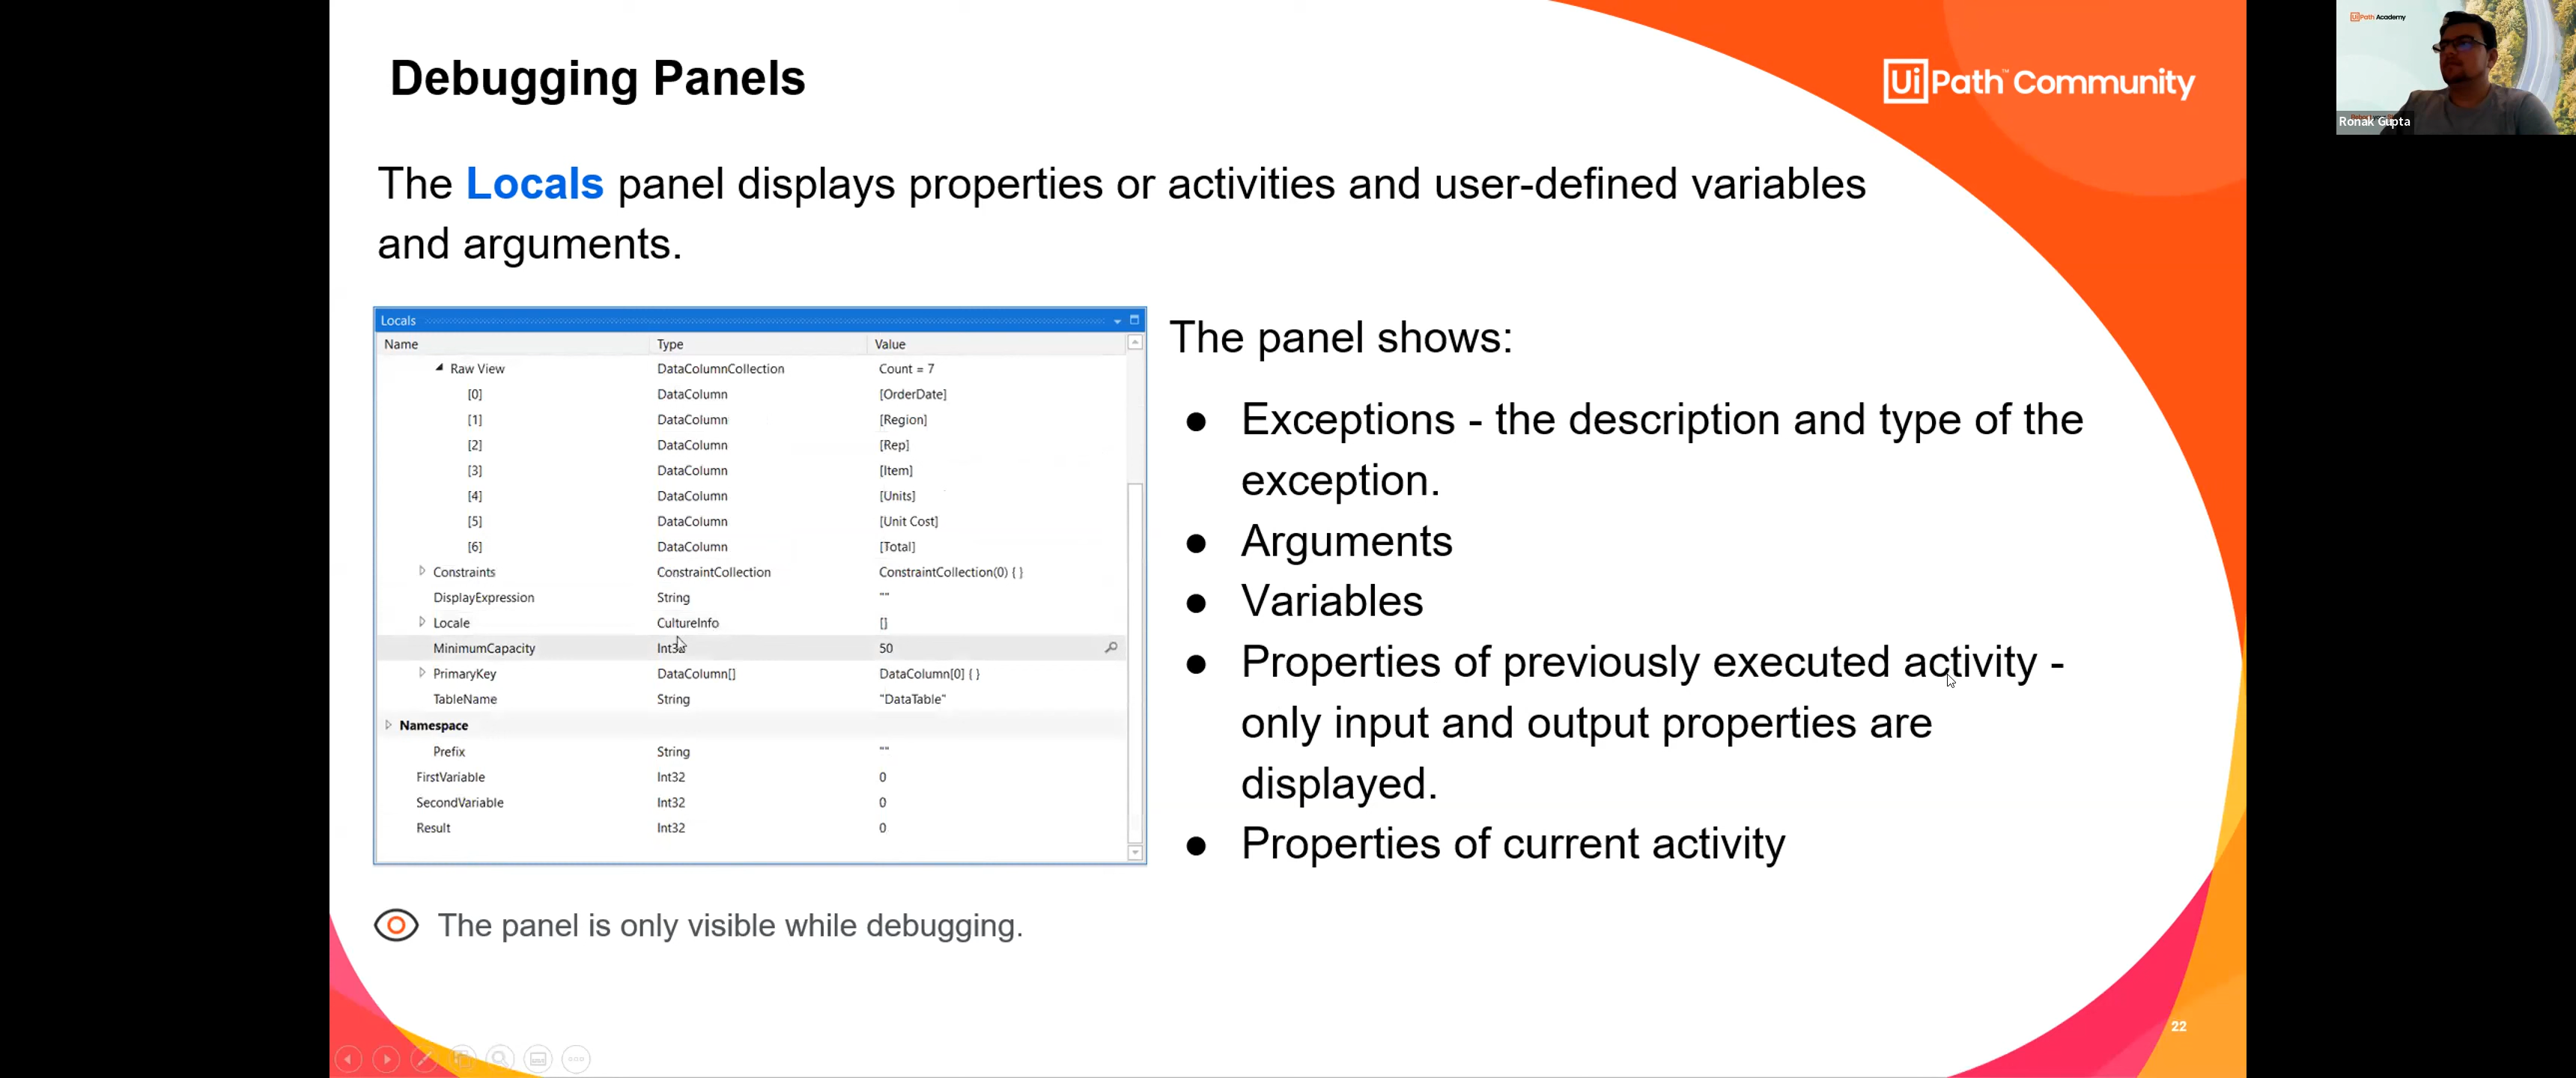 Debugging Panels
UiPath™ Community
UiPath Academy
Ronak Gupta
The Locals panel displays properties or activities and user-defined variables
and arguments.
Locals
Name Type Value
Raw View DataColumnCollection Count = 7
[0] DataColumn [OrderDate]
[1] DataColumn [Region]
[2] DataColumn [Rep]
[3] DataColumn [Item]
[4] DataColumn [Units]
[5] DataColumn [Unit Cost]
[6] DataColumn [Total]
Constraints ConstraintCollection ConstraintCollection(0) { }
DisplayExpression String ""
Locale CultureInfo []
MinimumCapacity Int32 50
PrimaryKey DataColumn[] DataColumn[0] { }
TableName String "DataTable"
Namespace
Prefix String ""
FirstVariable Int32 0
SecondVariable Int32 0
Result Int32 0
The panel shows:
● Exceptions - the description and type of the
exception.
● Arguments
● Variables
● Properties of previously executed activity -
only input and output properties are
displayed.
● Properties of current activity
The panel is only visible while debugging.
22